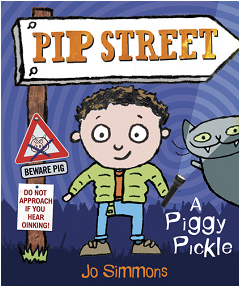 PIP STREET
BEWARE PIG
DO NOT
APPROACH
IF YOU
HEAR
OINKING!
A
Piggy
Pickle
Jo Simmons